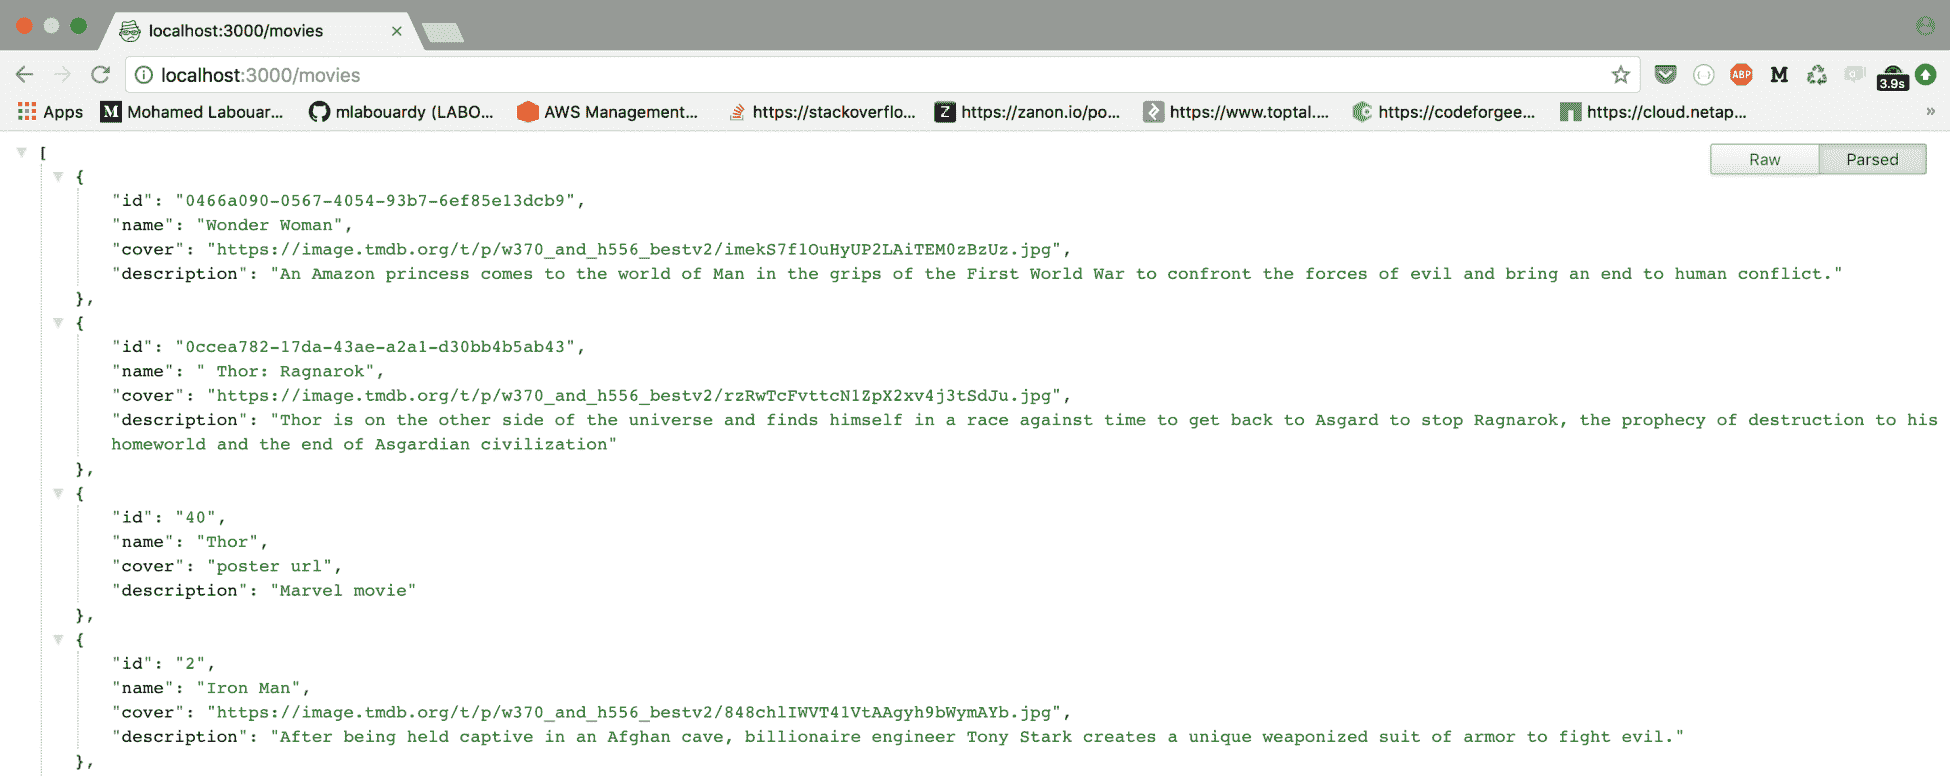 localhost:3000/movies
localhost:3000/movies
ABP
M
3.9s
Apps
M Mohamed Labouar...
mlabouardy (LABO...
AWS Management...
https://stackoverflo...
Z https://zanon.io/po...
https://www.toptal....
https://codeforgee...
https://cloud.netap...
»
Raw
Parsed
[
{
"id": "0466a090-0567-4054-93b7-6ef85e13dcb9",
"name": "Wonder Woman",
"cover": "https://image.tmdb.org/t/p/w370_and_h556_bestv2/imekS7f1OuHyUP2LAiTEM0zBzUz.jpg",
"description": "An Amazon princess comes to the world of Man in the grips of the First World War to confront the forces of evil and bring an end to human conflict."
},
{
"id": "0ccea782-17da-43ae-a2a1-d30bb4b5ab43",
"name": " Thor: Ragnarok",
"cover": "https://image.tmdb.org/t/p/w370_and_h556_bestv2/rzRwTcFvttcN1ZpX2xv4j3tSdJu.jpg",
"description": "Thor is on the other side of the universe and finds himself in a race against time to get back to Asgard to stop Ragnarok, the prophecy of destruction to his
homeworld and the end of Asgardian civilization"
},
{
"id": "40",
"name": "Thor",
"cover": "poster url",
"description": "Marvel movie"
},
{
"id": "2",
"name": "Iron Man",
"cover": "https://image.tmdb.org/t/p/w370_and_h556_bestv2/848chlIWVT41VtAAgyh9bWymAYb.jpg",
"description": "After being held captive in an Afghan cave, billionaire engineer Tony Stark creates a unique weaponized suit of armor to fight evil."
},